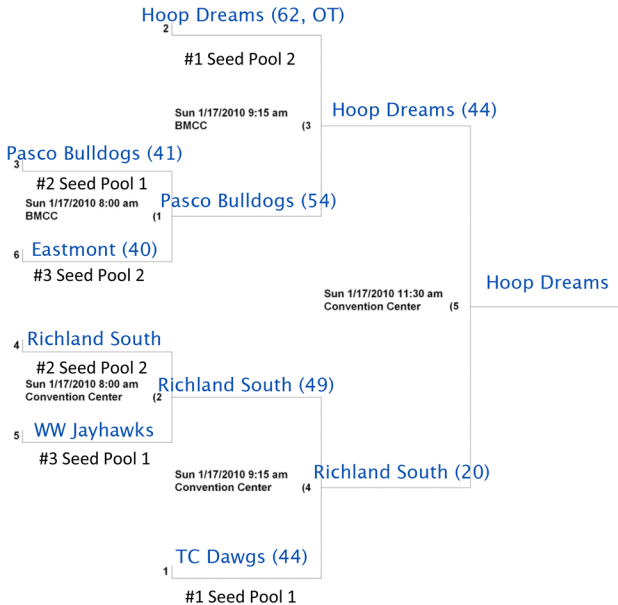 Hoop Dreams (62, OT)
2
#1 Seed Pool 2
Sun 1/17/2010 9:15 am
BMCC (3
Hoop Dreams (44)
Pasco Bulldogs (41)
3
#2 Seed Pool 1
Sun 1/17/2010 8:00 am
BMCC (1
Pasco Bulldogs (54)
Eastmont (40)
6
#3 Seed Pool 2
Sun 1/17/2010 11:30 am
Convention Center (5
Hoop Dreams
Richland South
4
#2 Seed Pool 2
Sun 1/17/2010 8:00 am
Convention Center (2
Richland South (49)
WW Jayhawks
5
#3 Seed Pool 1
Sun 1/17/2010 9:15 am
Convention Center (4
Richland South (20)
TC Dawgs (44)
1
#1 Seed Pool 1